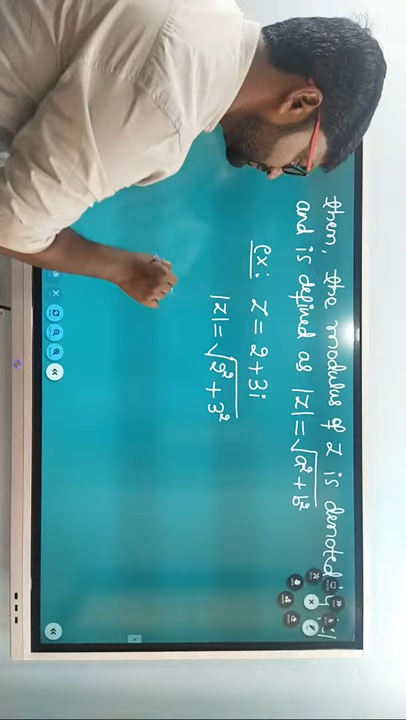 then, the modulus of z is denoted by
and is defined as |z| = √a² + b²
ex: z = 2 + 3i
|z| = √2² + 3²